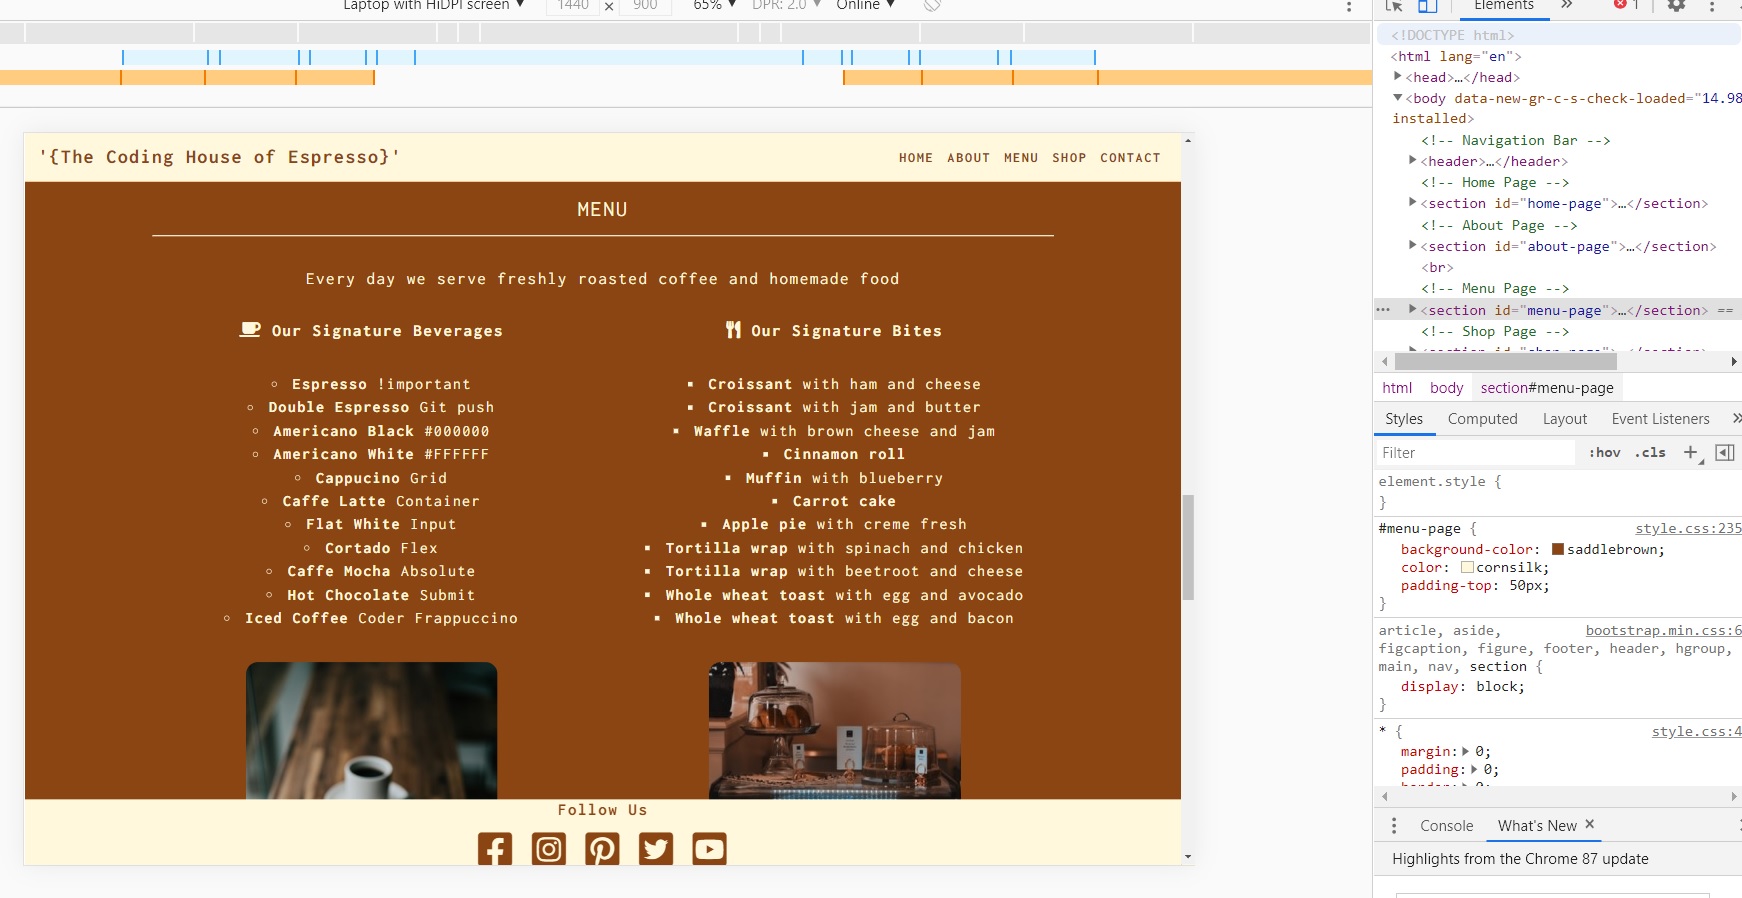 Laptop with HiDPI screen ▼ 1440 × 900 65% ▼ DPR: 2.0 ▼ Online ▼
'{The Coding House of Espresso}'
HOME ABOUT MENU SHOP CONTACT
MENU
Every day we serve freshly roasted coffee and homemade food
Our Signature Beverages
Espresso !important
Double Espresso Git push
Americano Black #000000
Americano White #FFFFFF
Cappucino Grid
Caffe Latte Container
Flat White Input
Cortado Flex
Caffe Mocha Absolute
Hot Chocolate Submit
Iced Coffee Coder Frappuccino
Our Signature Bites
Croissant with ham and cheese
Croissant with jam and butter
Waffle with brown cheese and jam
Cinnamon roll
Muffin with blueberry
Carrot cake
Apple pie with creme fresh
Tortilla wrap with spinach and chicken
Tortilla wrap with beetroot and cheese
Whole wheat toast with egg and avocado
Whole wheat toast with egg and bacon
Follow Us
Elements » 1
<!DOCTYPE html>
<html lang="en">
<head>…</head>
<body data-new-gr-c-s-check-loaded="14.98
installed>
<!-- Navigation Bar -->
<header>…</header>
<!-- Home Page -->
<section id="home-page">…</section>
<!-- About Page -->
<section id="about-page">…</section>
<br>
<!-- Menu Page -->
<section id="menu-page">…</section> ==
<!-- Shop Page -->
html body section#menu-page
Styles Computed Layout Event Listeners »
Filter :hov .cls +
element.style {
}
#menu-page { style.css:235
background-color: saddlebrown;
color: cornsilk;
padding-top: 50px;
}
article, aside, bootstrap.min.css:6
figcaption, figure, footer, header, hgroup,
main, nav, section {
display: block;
}
* { style.css:4
margin: 0;
padding: 0;
Console What's New ×
Highlights from the Chrome 87 update